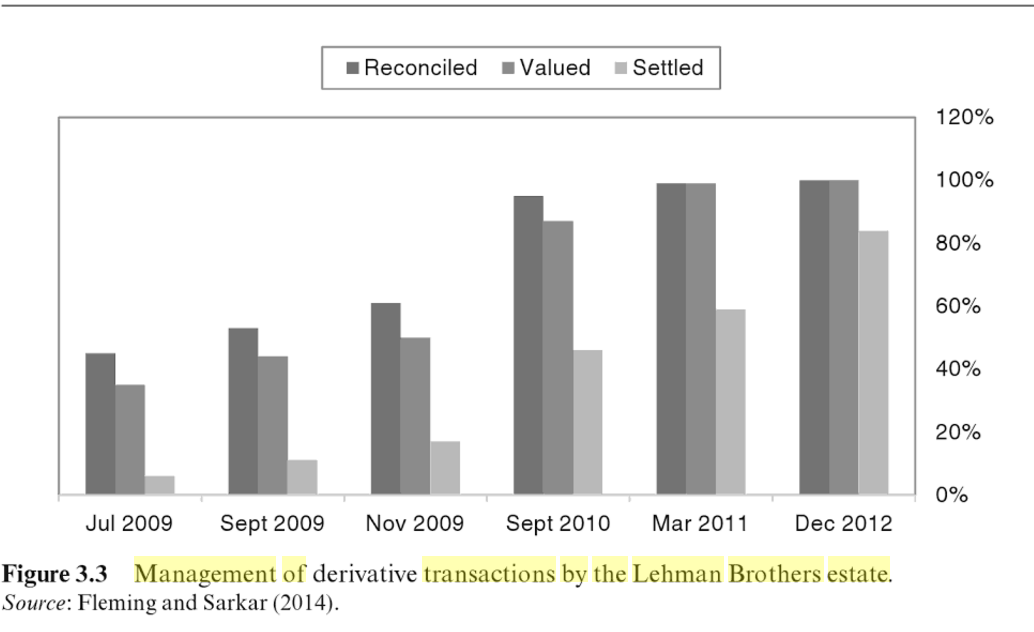 Reconciled Valued Settled
120%
100%
80%
60%
40%
20%
0%
Jul 2009 Sept 2009 Nov 2009 Sept 2010 Mar 2011 Dec 2012
Figure 3.3 Management of derivative transactions by the Lehman Brothers estate.
Source: Fleming and Sarkar (2014).